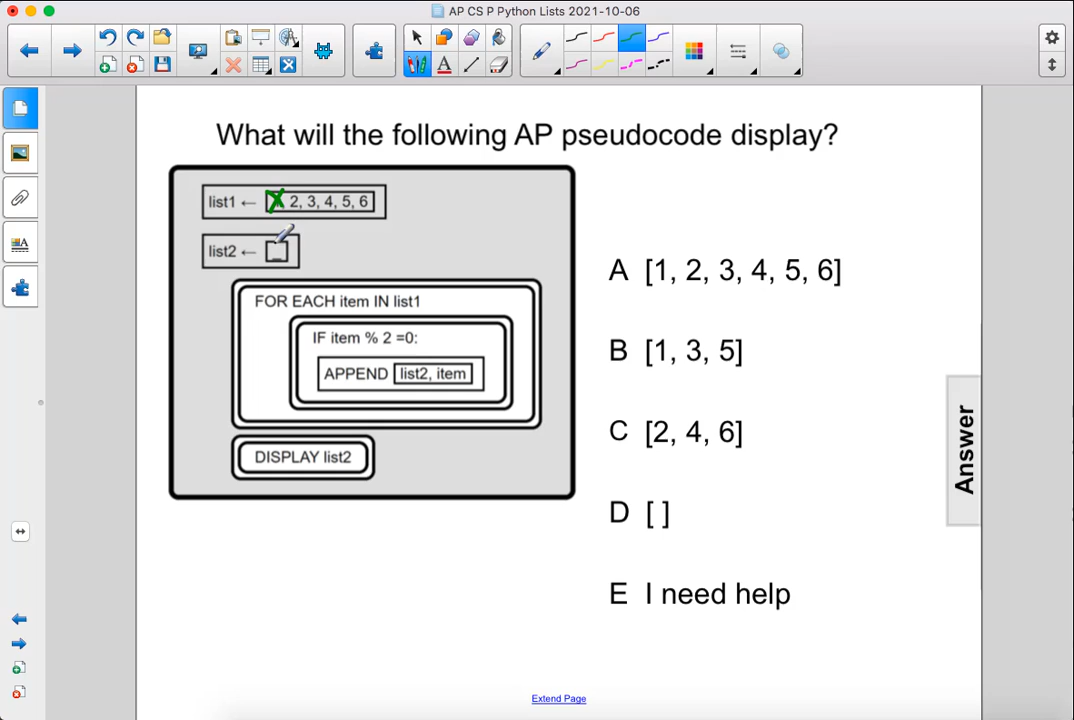 AP CS P Python Lists 2021-10-06
What will the following AP pseudocode display?
list1 ← 2, 3, 4, 5, 6
list2 ←
FOR EACH item IN list1
IF item % 2 =0:
APPEND list2, item
DISPLAY list2
A [1, 2, 3, 4, 5, 6]
B [1, 3, 5]
C [2, 4, 6]
D [ ]
E I need help
Answer
Extend Page